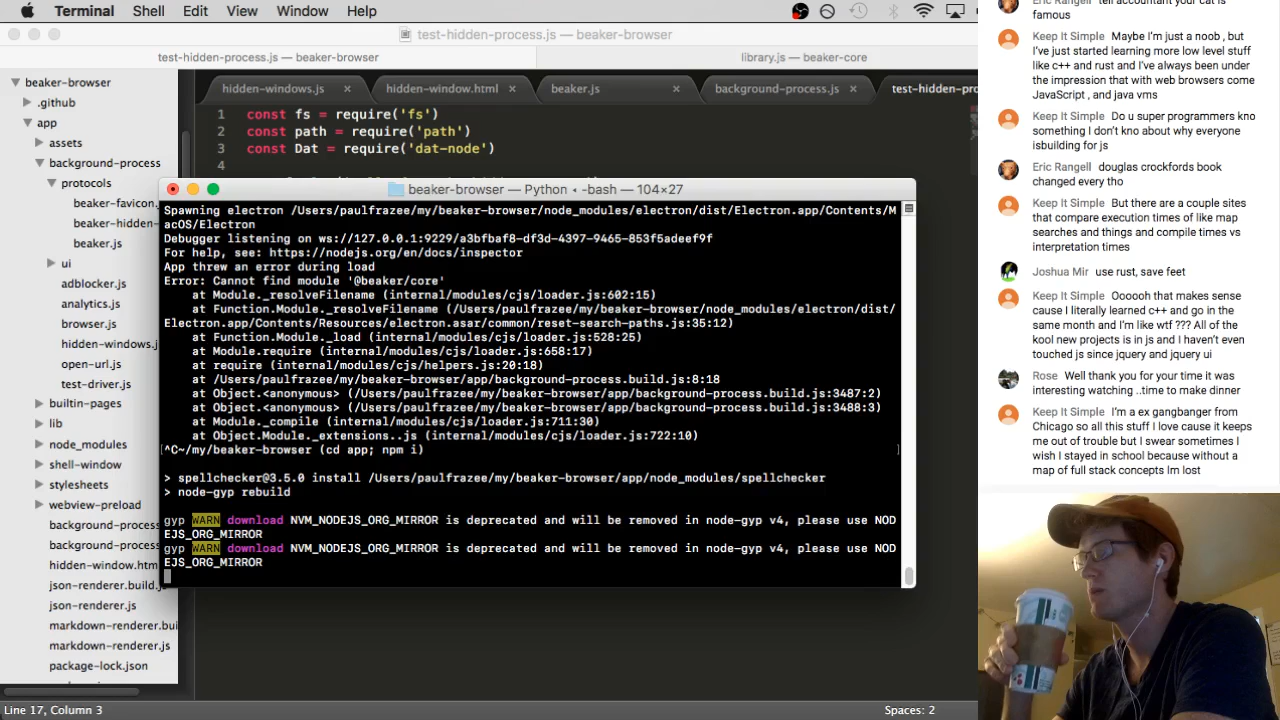 Terminal Shell Edit View Window Help
test-hidden-process.js — beaker-browser
test-hidden-process.js — beaker-browser
library.js — beaker-core
beaker-browser
.github
app
assets
background-process
protocols
beaker-favicon.
beaker-hidden-
beaker.js
ui
adblocker.js
analytics.js
browser.js
hidden-windows.j
open-url.js
test-driver.js
builtin-pages
lib
node_modules
shell-window
stylesheets
webview-preload
background-proces
background-proces
hidden-window.htm
json-renderer.build.j
json-renderer.js
markdown-renderer.bui
markdown-renderer.js
package-lock.json
hidden-windows.js
hidden-window.html
beaker.js
background-process.js
test-hidden-pro
1 const fs = require('fs')
2 const path = require('path')
3 const Dat = require('dat-node')
4
beaker-browser — Python ◂ -bash — 104×27
Spawning electron /Users/paulfrazee/my/beaker-browser/node_modules/electron/dist/Electron.app/Contents/M
acOS/Electron
Debugger listening on ws://127.0.0.1:9229/a3bfbaf8-df3d-4397-9465-853f5adeef9f
For help, see: https://nodejs.org/en/docs/inspector
App threw an error during load
Error: Cannot find module '@beaker/core'
at Module._resolveFilename (internal/modules/cjs/loader.js:602:15)
at Function.Module._resolveFilename (/Users/paulfrazee/my/beaker-browser/node_modules/electron/dist/
Electron.app/Contents/Resources/electron.asar/common/reset-search-paths.js:35:12)
at Function.Module._load (internal/modules/cjs/loader.js:528:25)
at Module.require (internal/modules/cjs/loader.js:658:17)
at require (internal/modules/cjs/helpers.js:20:18)
at /Users/paulfrazee/my/beaker-browser/app/background-process.build.js:8:18
at Object.<anonymous> (/Users/paulfrazee/my/beaker-browser/app/background-process.build.js:3487:2)
at Object.<anonymous> (/Users/paulfrazee/my/beaker-browser/app/background-process.build.js:3488:3)
at Module._compile (internal/modules/cjs/loader.js:711:30)
at Object.Module._extensions..js (internal/modules/cjs/loader.js:722:10)
[^C~/my/beaker-browser (cd app; npm i)
> spellchecker@3.5.0 install /Users/paulfrazee/my/beaker-browser/app/node_modules/spellchecker
> node-gyp rebuild
gyp WARN download NVM_NODEJS_ORG_MIRROR is deprecated and will be removed in node-gyp v4, please use NOD
EJS_ORG_MIRROR
gyp WARN download NVM_NODEJS_ORG_MIRROR is deprecated and will be removed in node-gyp v4, please use NOD
EJS_ORG_MIRROR
Line 17, Column 3
Spaces: 2
Eric Rangell tell accountant your cat is
famous
Keep It Simple Maybe I'm just a noob , but
I've just started learning more low level stuff
like c++ and rust and I've always been under
the impression that with web browsers come
JavaScript , and java vms
Keep It Simple Do u super programmers kno
something I don't kno about why everyone
isbuilding for js
Eric Rangell douglas crockfords book
changed every tho
Keep It Simple But there are a couple sites
that compare execution times of like map
searches and things and compile times vs
interpretation times
Joshua Mir use rust, save feet
Keep It Simple Oooooh that makes sense
cause I literally learned c++ and go in the
same month and I'm like wtf ??? All of the
kool new projects is in js and I haven't even
touched js since jquery and jquery ui
Rose Well thank you for your time it was
interesting watching ..time to make dinner
Keep It Simple I'm a ex gangbanger from
Chicago so all this stuff I love cause it keeps
me out of trouble but I swear sometimes I
wish I stayed in school because without a
map of full stack concepts Im lost